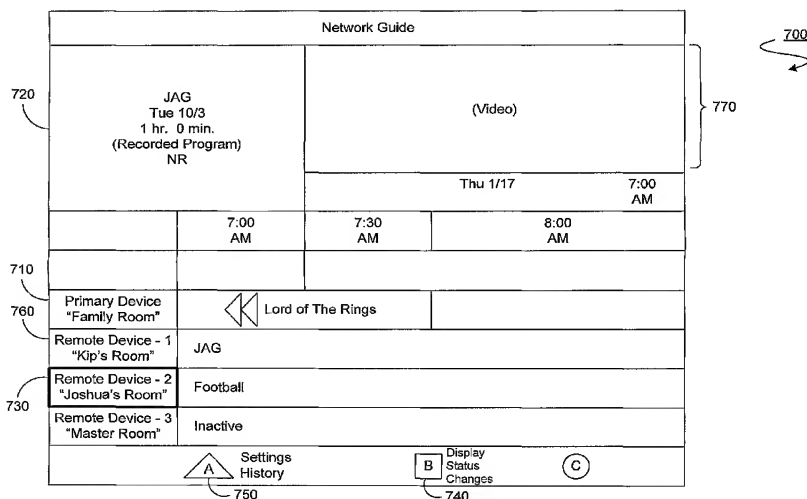 Network Guide
700
720
JAG
Tue 10/3
1 hr. 0 min.
(Recorded Program)
NR
(Video)
770
Thu 1/17
7:00
AM
7:00
AM
7:30
AM
8:00
AM
710
Primary Device
"Family Room"
Lord of The Rings
760
Remote Device - 1
"Kip's Room"
JAG
730
Remote Device - 2
"Joshua's Room"
Football
Remote Device - 3
"Master Room"
Inactive
A
Settings
History
B
Display
Status
Changes
C
750
740